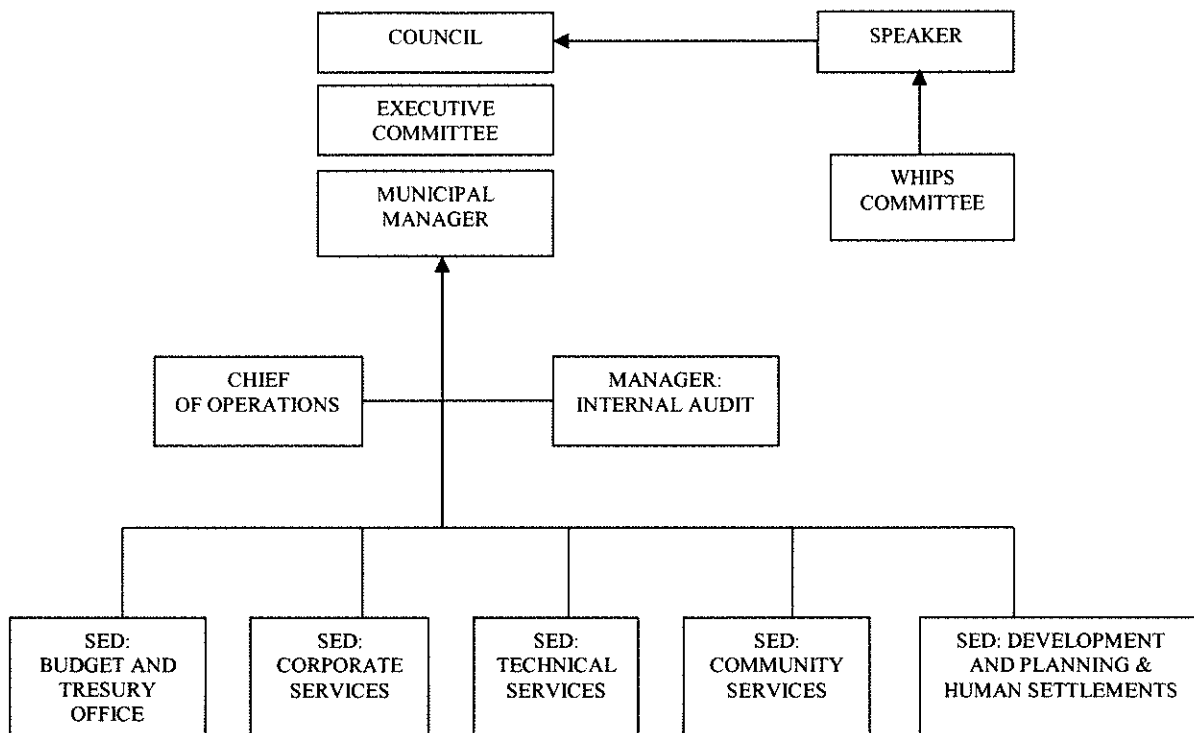 COUNCIL
SPEAKER
EXECUTIVE
COMMITTEE
WHIPS
COMMITTEE
MUNICIPAL
MANAGER
CHIEF
OF OPERATIONS
MANAGER:
INTERNAL AUDIT
SED:
BUDGET AND
TRESURY
OFFICE
SED:
CORPORATE
SERVICES
SED:
TECHNICAL
SERVICES
SED:
COMMUNITY
SERVICES
SED: DEVELOPMENT
AND PLANNING &
HUMAN SETTLEMENTS